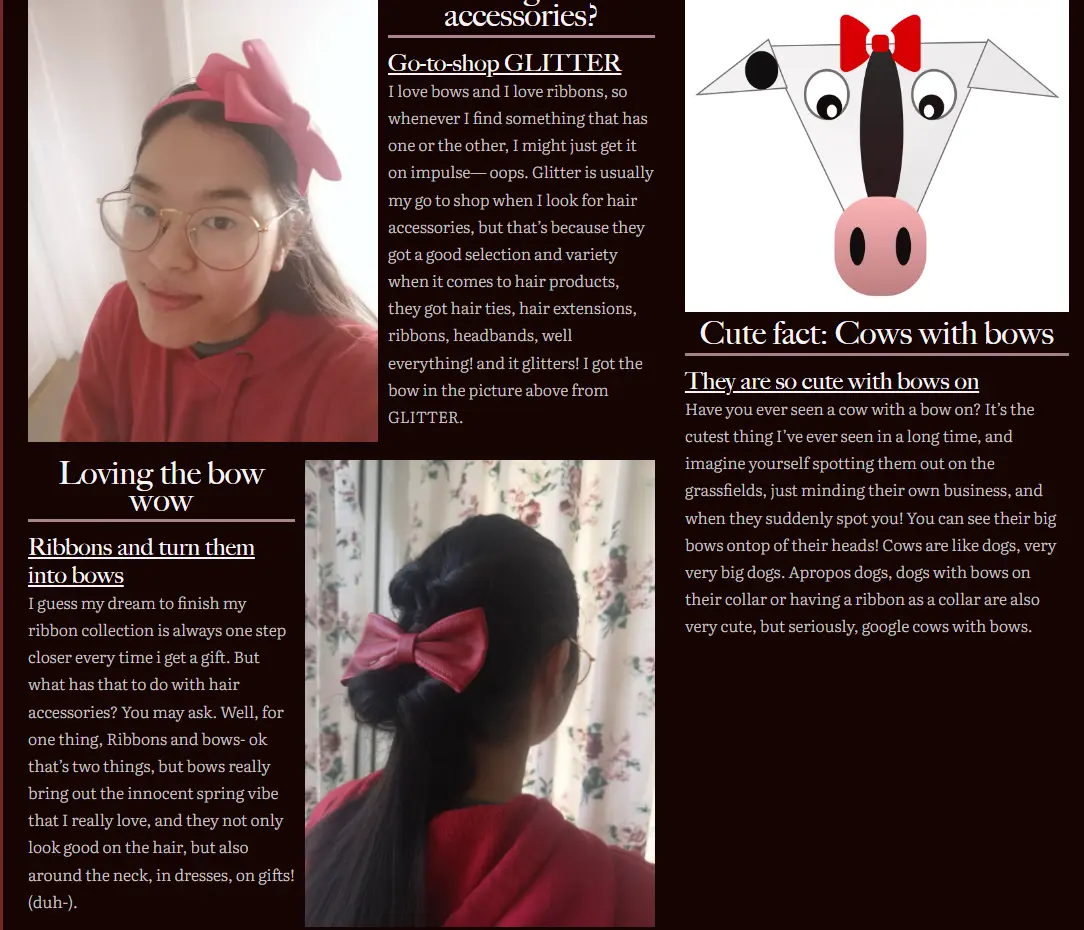 accessories?
Go-to-shop GLITTER
I love bows and I love ribbons, so
whenever I find something that has
one or the other, I might just get it
on impulse— oops. Glitter is usually
my go to shop when I look for hair
accessories, but that’s because they
got a good selection and variety
when it comes to hair products,
they got hair ties, hair extensions,
ribbons, headbands, well
everything! and it glitters! I got the
bow in the picture above from
GLITTER.
Loving the bow
wow
Ribbons and turn them
into bows
I guess my dream to finish my
ribbon collection is always one step
closer every time i get a gift. But
what has that to do with hair
accessories? You may ask. Well, for
one thing, Ribbons and bows- ok
that’s two things, but bows really
bring out the innocent spring vibe
that I really love, and they not only
look good on the hair, but also
around the neck, in dresses, on gifts!
(duh-).
Cute fact: Cows with bows
They are so cute with bows on
Have you ever seen a cow with a bow on? It’s the
cutest thing I’ve ever seen in a long time, and
imagine yourself spotting them out on the
grassfields, just minding their own business, and
when they suddenly spot you! You can see their big
bows ontop of their heads! Cows are like dogs, very
very big dogs. Apropos dogs, dogs with bows on
their collar or having a ribbon as a collar are also
very cute, but seriously, google cows with bows.